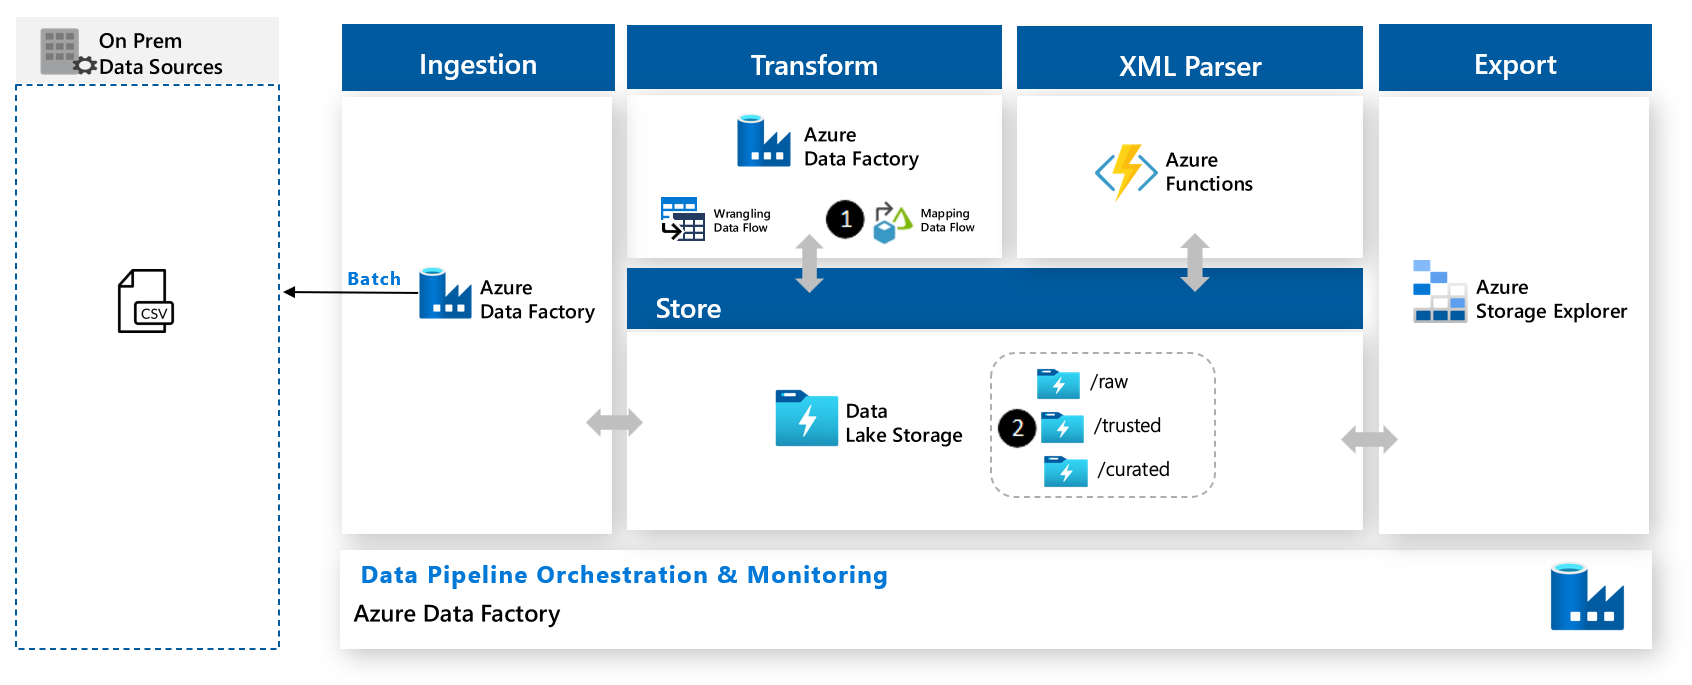 On Prem
Data Sources
CSV
Batch
Ingestion
Azure
Data Factory
Transform
Azure
Data Factory
Wrangling
Data Flow
1
Mapping
Data Flow
XML Parser
Azure
Functions
Store
Data
Lake Storage
2
/raw
/trusted
/curated
Export
Azure
Storage Explorer
Data Pipeline Orchestration & Monitoring
Azure Data Factory